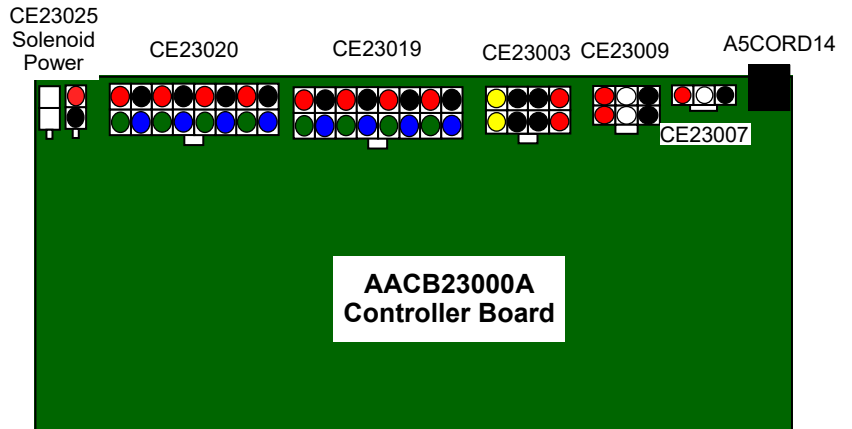 CE23025
Solenoid
Power
CE23020
CE23019
CE23003
CE23009
A5CORD14
CE23007
AACB23000A
Controller Board